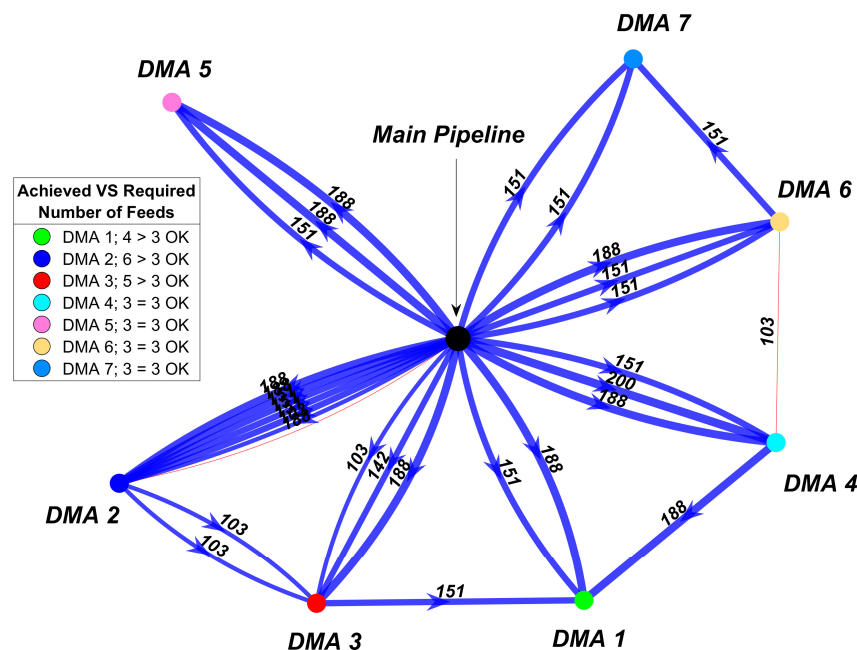 DMA 7
DMA 5
Main Pipeline
151
DMA 6
Achieved VS Required
Number of Feeds
DMA 1; 4 > 3 OK
DMA 2; 6 > 3 OK
DMA 3; 5 > 3 OK
DMA 4; 3 = 3 OK
DMA 5; 3 = 3 OK
DMA 6; 3 = 3 OK
DMA 7; 3 = 3 OK
188
188
151
151
151
188
151
151
103
151
200
188
188
188
103
142
188
151
188
DMA 4
DMA 2
188
103
103
151
DMA 3
DMA 1